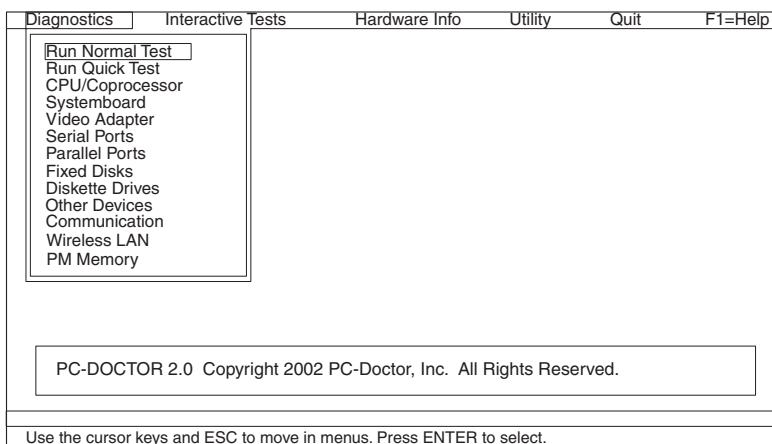 Diagnostics Interactive Tests Hardware Info Utility Quit F1=Help
Run Normal Test
Run Quick Test
CPU/Coprocessor
Systemboard
Video Adapter
Serial Ports
Parallel Ports
Fixed Disks
Diskette Drives
Other Devices
Communication
Wireless LAN
PM Memory
PC-DOCTOR 2.0 Copyright 2002 PC-Doctor, Inc. All Rights Reserved.
Use the cursor keys and ESC to move in menus. Press ENTER to select.